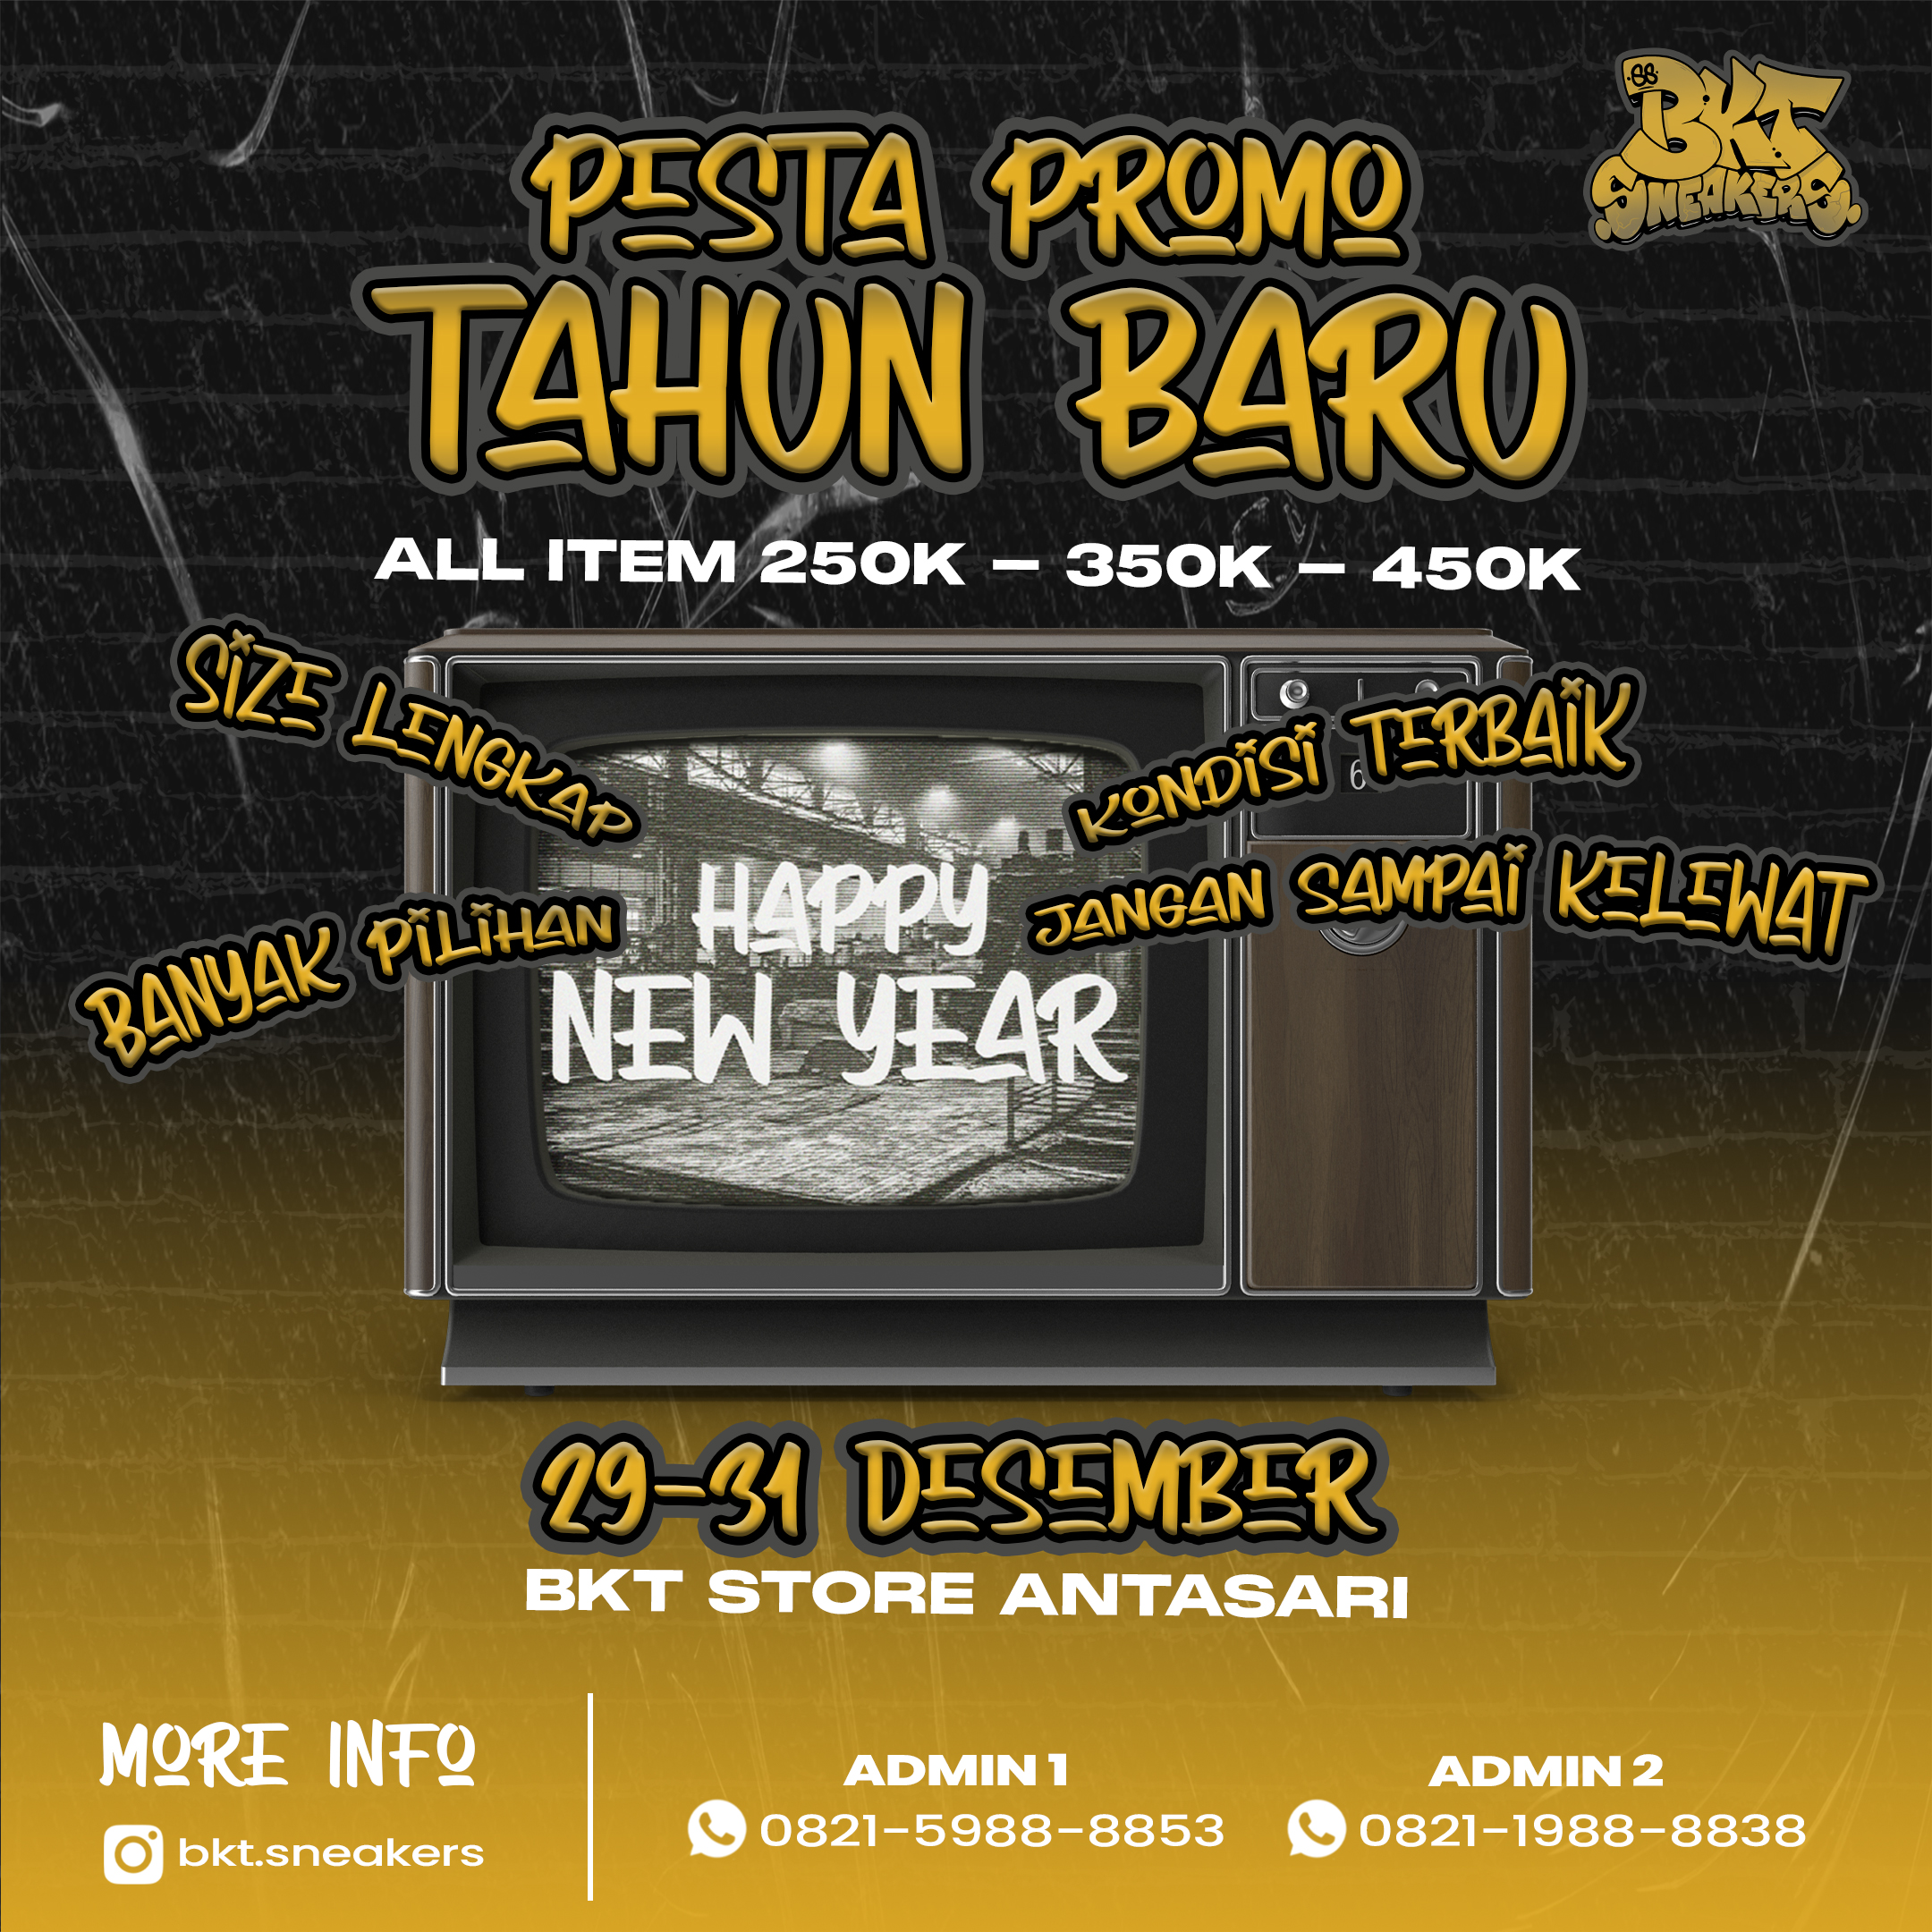 SS
BKT
SNEAKERS.
PESTA PROMO
TAHUN BARU
ALL ITEM 250K – 350K – 450K
SIZE LENGKAP
KONDISI TERBAIK
6
BANYAK PILIHAN
JANGAN SAMPAI KELEWAT
HAPPY
NEW YEAR
29-31 DESEMBER
BKT STORE ANTASARI
MORE INFO
bkt.sneakers
ADMIN 1
0821-5988-8853
ADMIN 2
0821-1988-8838